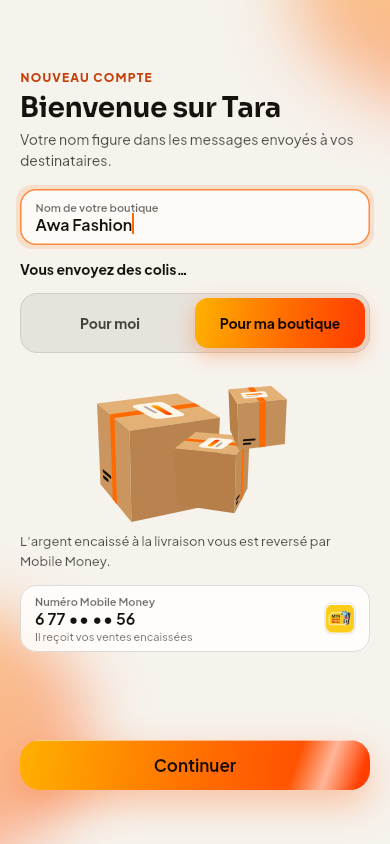 NOUVEAU COMPTE
Bienvenue sur Tara
Votre nom figure dans les messages envoyés à vos
destinataires.
Nom de votre boutique
Awa Fashion
Vous envoyez des colis…
Pour moi
Pour ma boutique
L’argent encaissé à la livraison vous est reversé par
Mobile Money.
Numéro Mobile Money
6 77 •• •• 56
Il reçoit vos ventes encaissées
Continuer